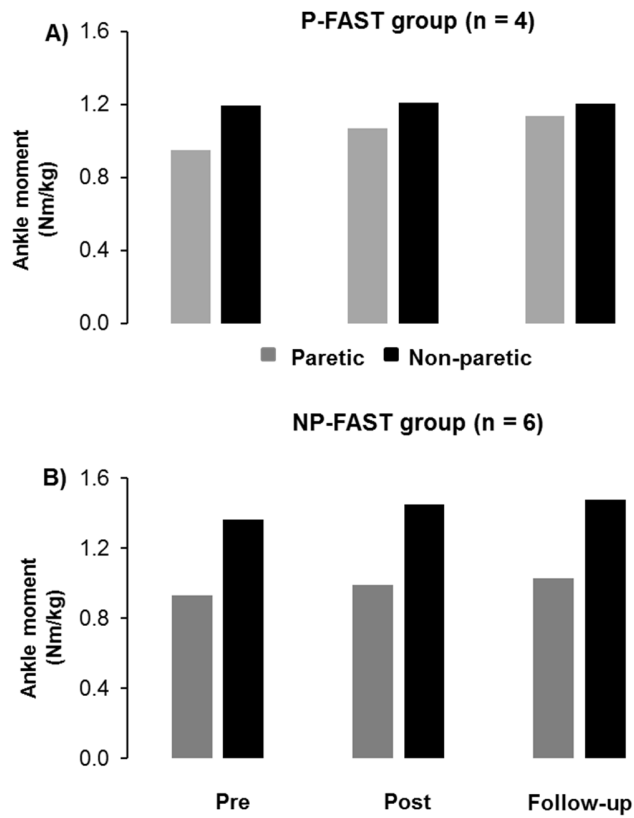 P-FAST group (n = 4)
A)
1.6
1.2
0.8
0.4
0.0
Ankle moment
(Nm/kg)
Paretic Non-paretic
NP-FAST group (n = 6)
B)
1.6
1.2
0.8
0.4
0.0
Ankle moment
(Nm/kg)
Pre Post Follow-up